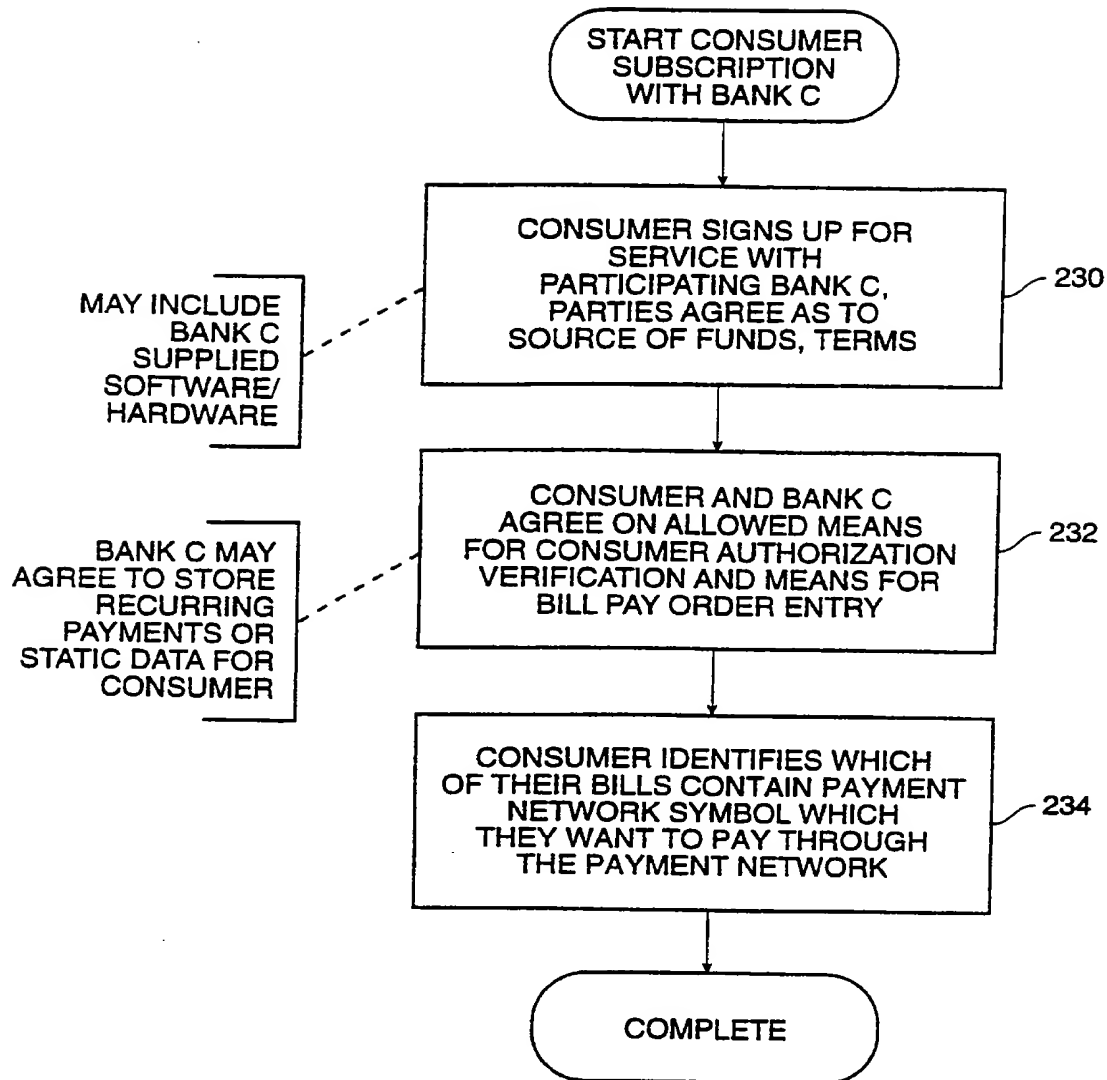 START CONSUMER
SUBSCRIPTION
WITH BANK C
CONSUMER SIGNS UP FOR
SERVICE WITH
PARTICIPATING BANK C,
PARTIES AGREE AS TO
SOURCE OF FUNDS, TERMS
230
MAY INCLUDE
BANK C
SUPPLIED
SOFTWARE/
HARDWARE
CONSUMER AND BANK C
AGREE ON ALLOWED MEANS
FOR CONSUMER AUTHORIZATION
VERIFICATION AND MEANS FOR
BILL PAY ORDER ENTRY
232
BANK C MAY
AGREE TO STORE
RECURRING
PAYMENTS OR
STATIC DATA FOR
CONSUMER
CONSUMER IDENTIFIES WHICH
OF THEIR BILLS CONTAIN PAYMENT
NETWORK SYMBOL WHICH
THEY WANT TO PAY THROUGH
THE PAYMENT NETWORK
234
COMPLETE